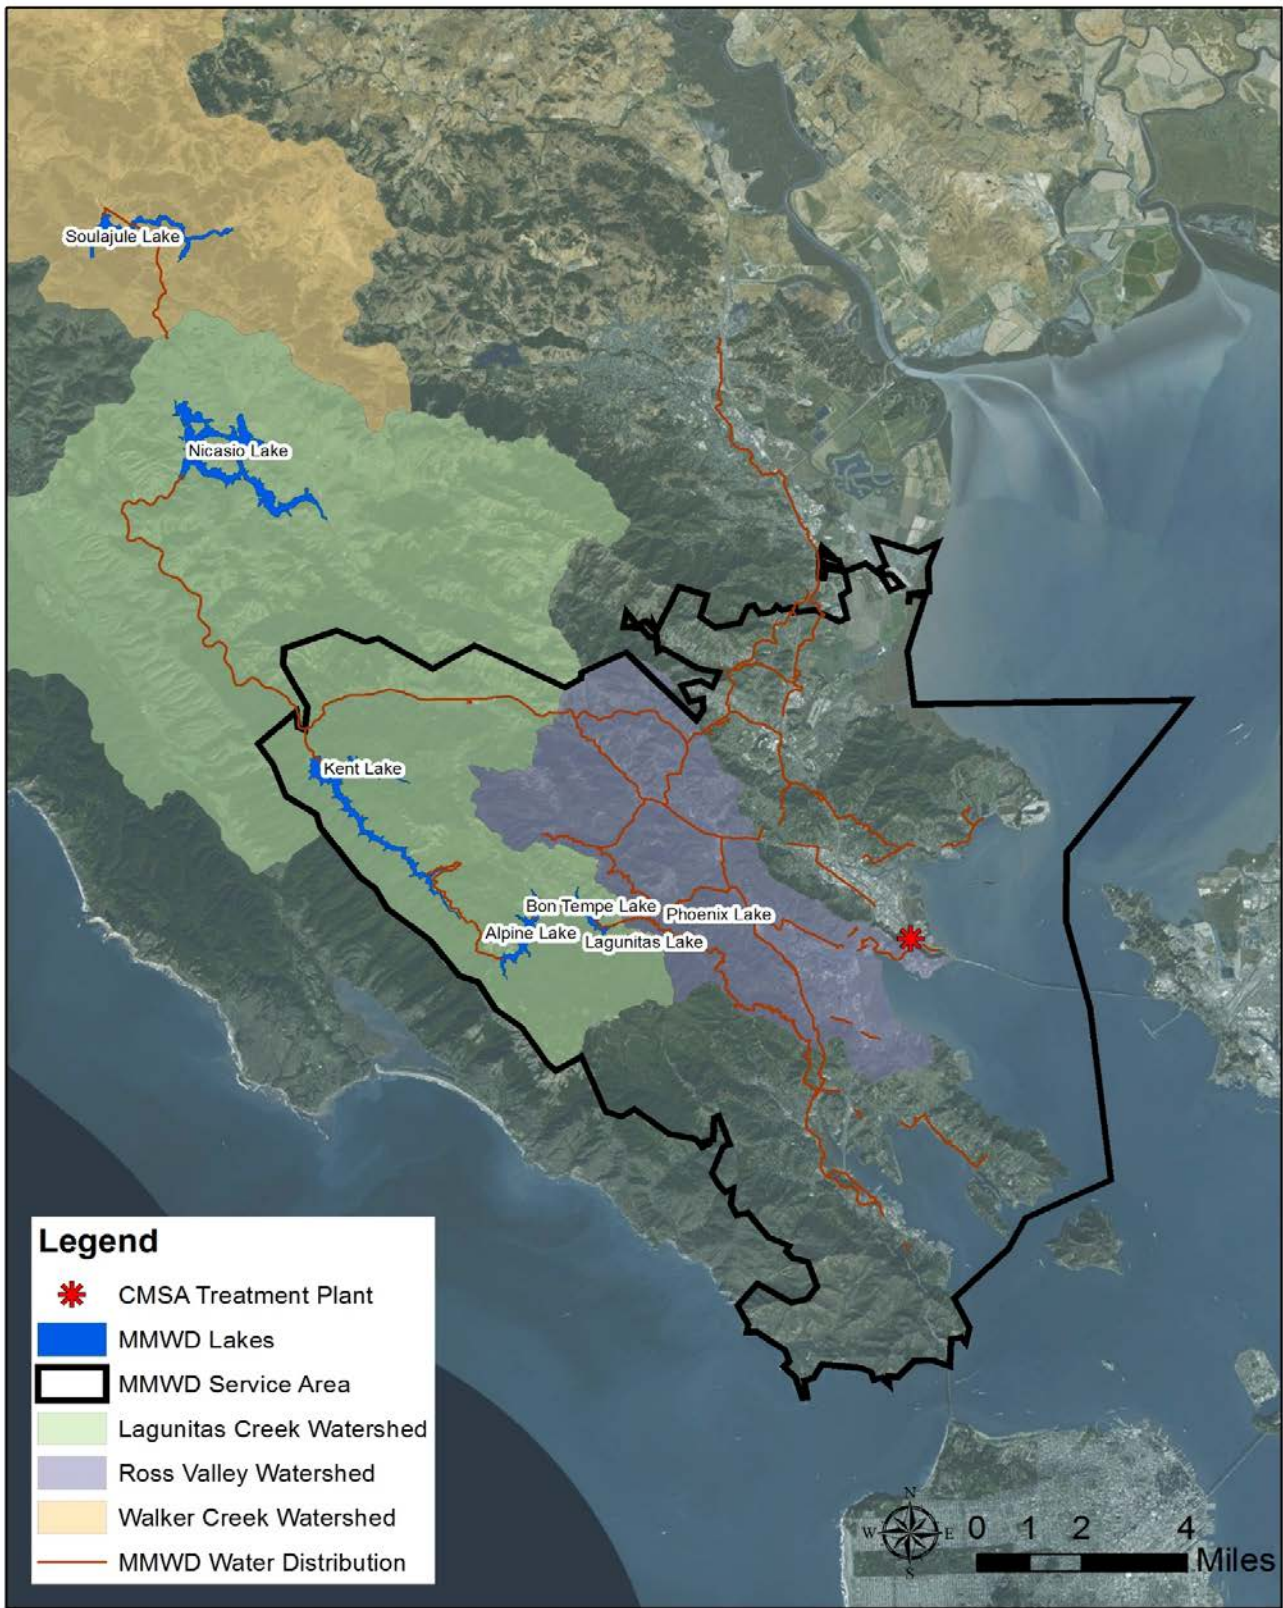 Soulajule Lake
Nicasio Lake
Kent Lake
Bon Tempe Lake
Phoenix Lake
Alpine Lake
Lagunitas Lake
Legend
CMSA Treatment Plant
MMWD Lakes
MMWD Service Area
Lagunitas Creek Watershed
Ross Valley Watershed
Walker Creek Watershed
MMWD Water Distribution
N
W E
S
0 1 2 4
Miles